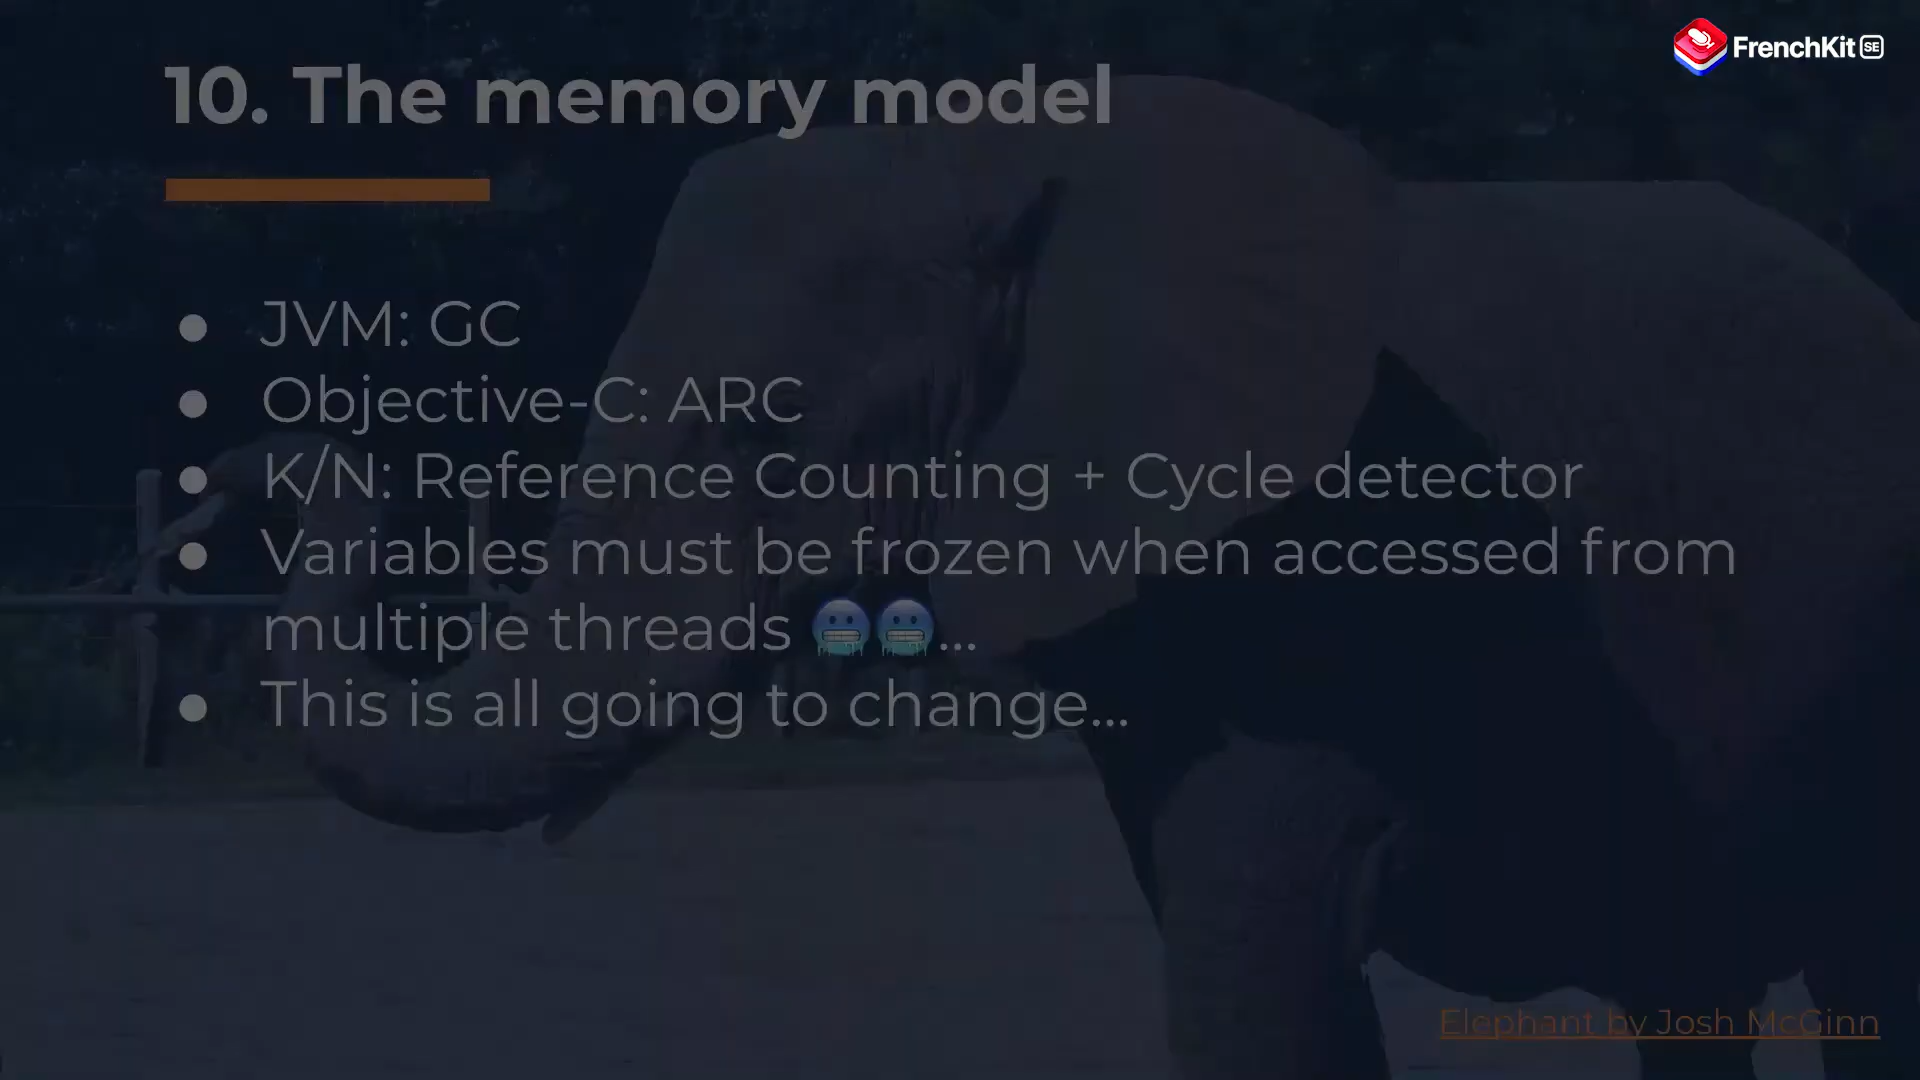 FrenchKit SE
10. The memory model
● JVM: GC
● Objective-C: ARC
● K/N: Reference Counting + Cycle detector
● Variables must be frozen when accessed from
multiple threads 🥶🥶...
● This is all going to change...
Elephant by Josh McGinn